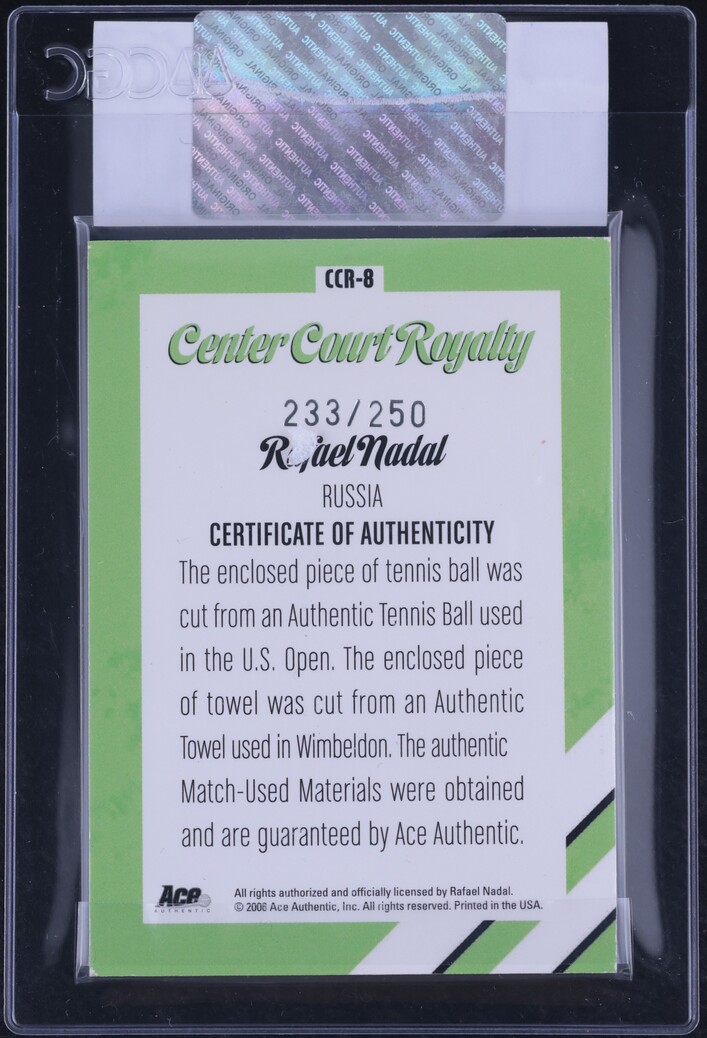 AUTHENTIC ORIGINAL
CCR-8
Center Court Royalty
233/250
Rafael Nadal
RUSSIA
CERTIFICATE OF AUTHENTICITY
The enclosed piece of tennis ball was
cut from an Authentic Tennis Ball used
in the U.S. Open. The enclosed piece
of towel was cut from an Authentic
Towel used in Wimbeldon. The authentic
Match-Used Materials were obtained
and are guaranteed by Ace Authentic.
Ace
AUTHENTIC
All rights authorized and officially licensed by Rafael Nadal.
© 2006 Ace Authentic, Inc. All rights reserved. Printed in the USA.